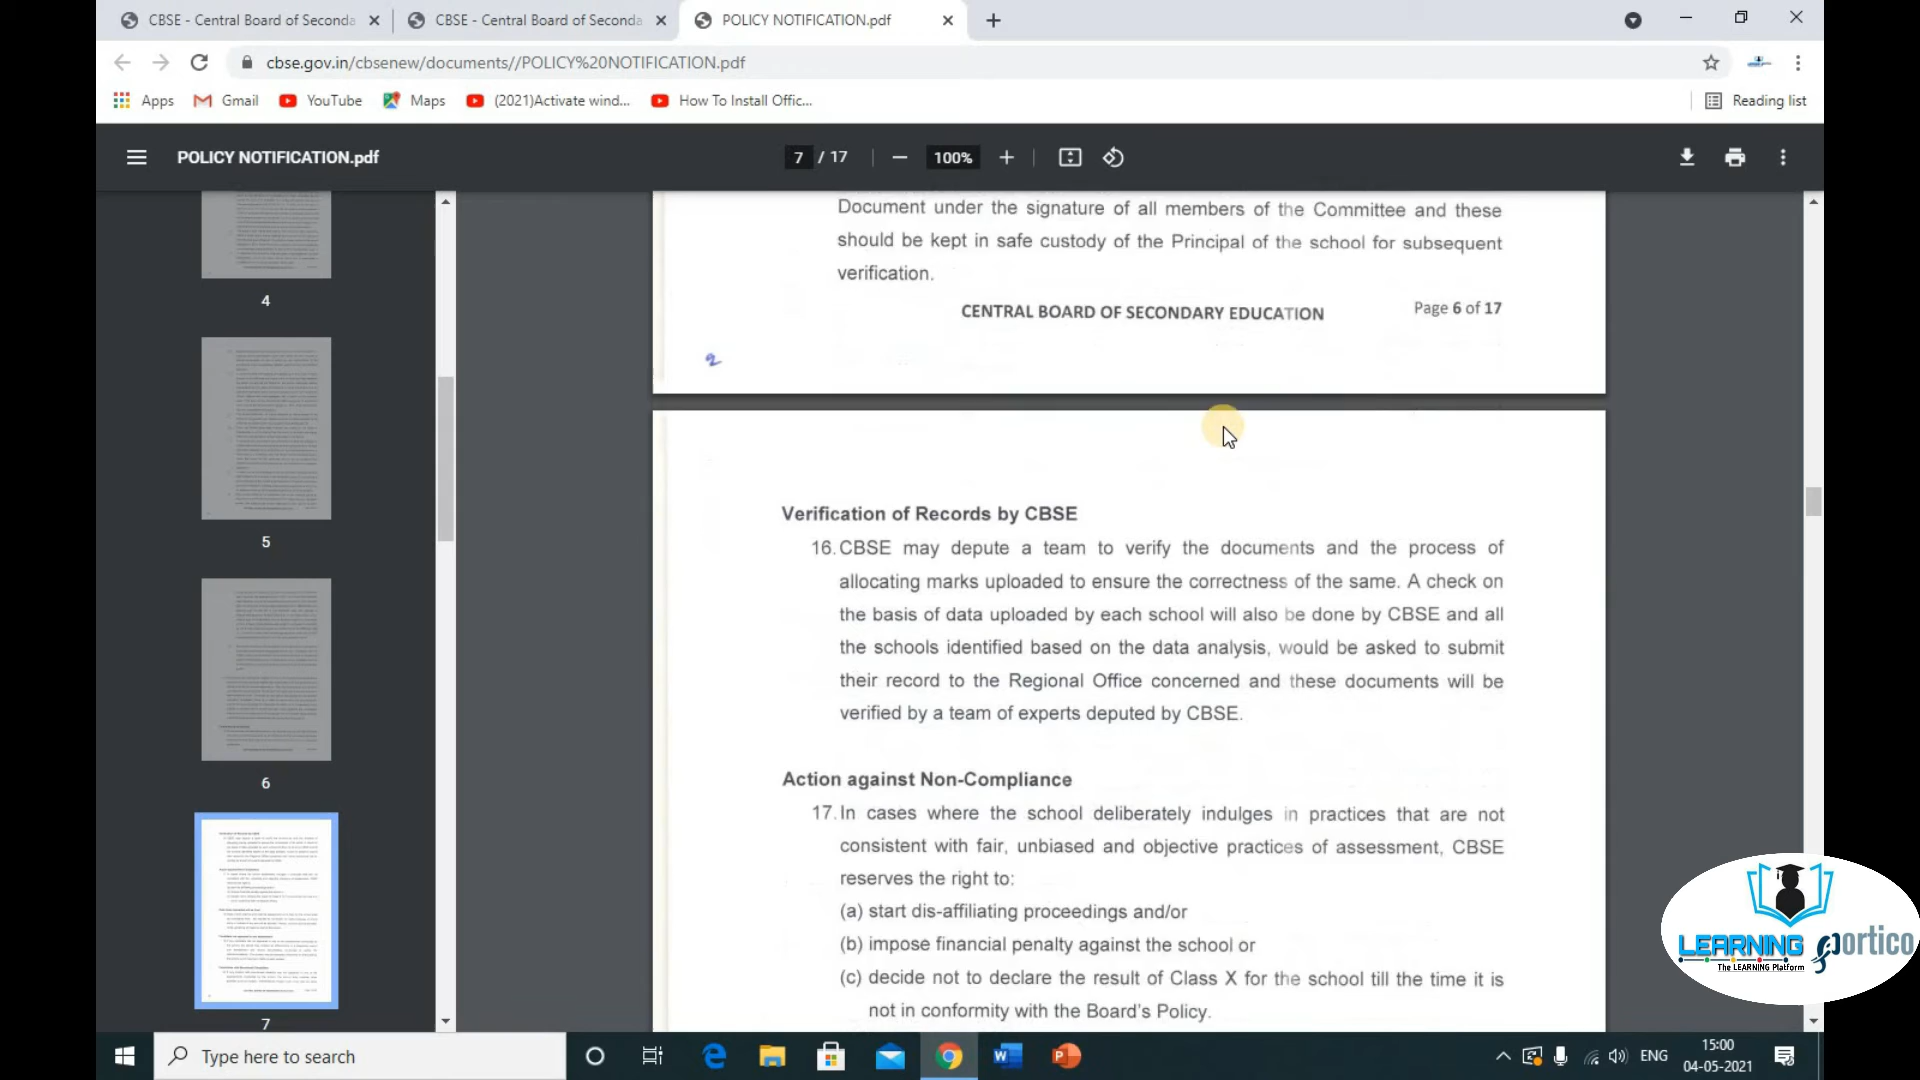 CBSE - Central Board of Seconda
CBSE - Central Board of Seconda
POLICY NOTIFICATION.pdf
cbse.gov.in/cbsenew/documents//POLICY%20NOTIFICATION.pdf
Apps
Gmail
YouTube
Maps
(2021)Activate wind...
How To Install Offic...
Reading list
POLICY NOTIFICATION.pdf
7 / 17
100%
4
5
6
7
Document under the signature of all members of the Committee and these
should be kept in safe custody of the Principal of the school for subsequent
verification.
CENTRAL BOARD OF SECONDARY EDUCATION
Page 6 of 17
Verification of Records by CBSE
16. CBSE may depute a team to verify the documents and the process of
allocating marks uploaded to ensure the correctness of the same. A check on
the basis of data uploaded by each school will also be done by CBSE and all
the schools identified based on the data analysis, would be asked to submit
their record to the Regional Office concerned and these documents will be
verified by a team of experts deputed by CBSE.
Action against Non-Compliance
17. In cases where the school deliberately indulges in practices that are not
consistent with fair, unbiased and objective practices of assessment, CBSE
reserves the right to:
(a) start dis-affiliating proceedings and/or
(b) impose financial penalty against the school or
(c) decide not to declare the result of Class X for the school till the time it is
not in conformity with the Board's Policy.
LEARNING portico
The LEARNING Platform
Type here to search
ENG
15:00
04-05-2021